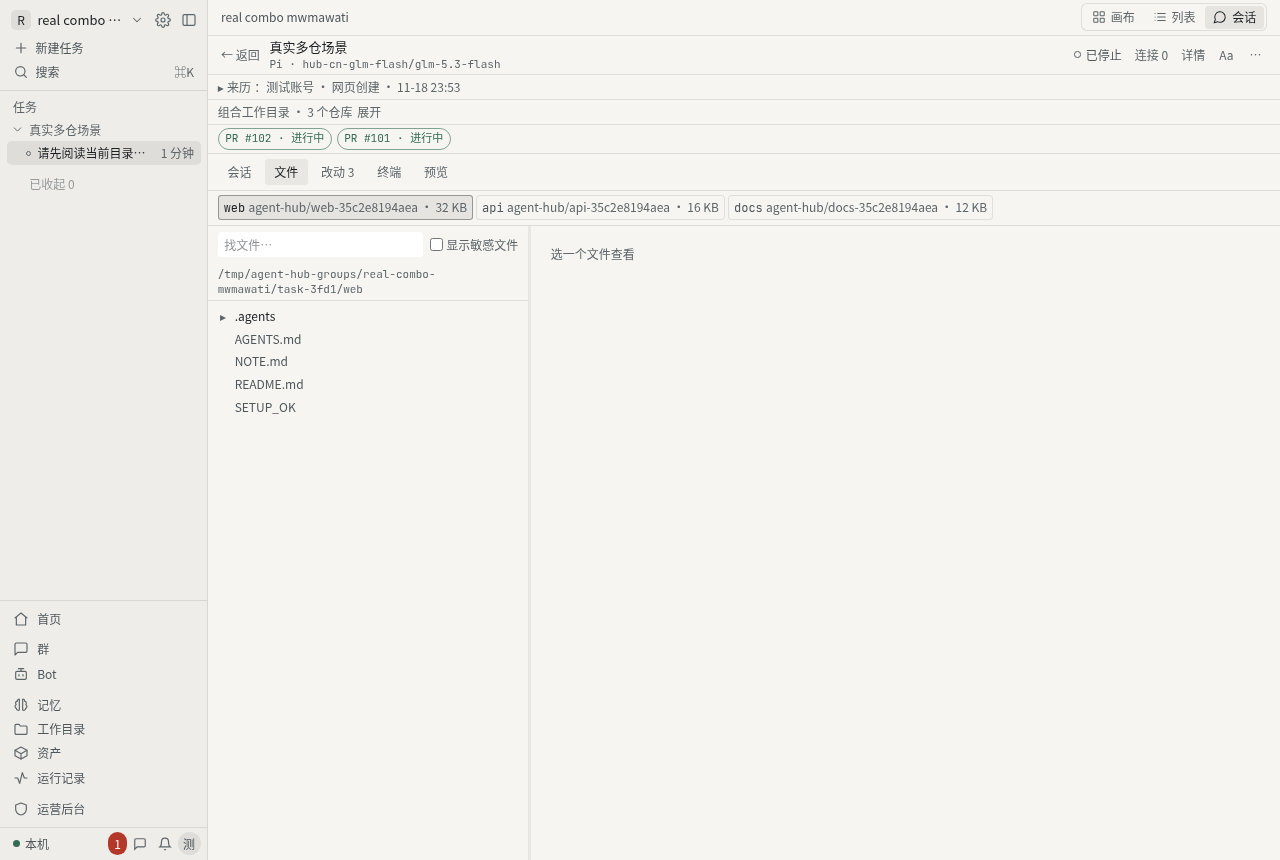 R real combo ···
新建任务
搜索 ⌘K
任务
真实多仓场景
请先阅读当前目录··· 1 分钟
已收起 0
首页
群
Bot
记忆
工作目录
资产
运行记录
运营后台
本机 1 测
real combo mwmawati 画布 列表 会话
← 返回 真实多仓场景
Pi · hub-cn-glm-flash/glm-5.3-flash
已停止 连接 0 详情 Aa ···
▸ 来历： 测试账号 · 网页创建 · 11-18 23:53
组合工作目录 · 3 个仓库 展开
PR #102 · 进行中 PR #101 · 进行中
会话 文件 改动 3 终端 预览
web agent-hub/web-35c2e8194aea · 32 KB api agent-hub/api-35c2e8194aea · 16 KB docs agent-hub/docs-35c2e8194aea · 12 KB
找文件··· 显示敏感文件
/tmp/agent-hub-groups/real-combo-
mwmawati/task-3fd1/web
▸ .agents
AGENTS.md
NOTE.md
README.md
SETUP_OK
选一个文件查看